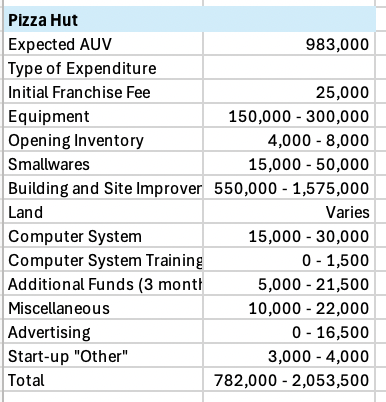 Pizza Hut
Expected AUV 983,000
Type of Expenditure
Initial Franchise Fee 25,000
Equipment 150,000 - 300,000
Opening Inventory 4,000 - 8,000
Smallwares 15,000 - 50,000
Building and Site Improver 550,000 - 1,575,000
Land Varies
Computer System 15,000 - 30,000
Computer System Training 0 - 1,500
Additional Funds (3 month 5,000 - 21,500
Miscellaneous 10,000 - 22,000
Advertising 0 - 16,500
Start-up "Other" 3,000 - 4,000
Total 782,000 - 2,053,500